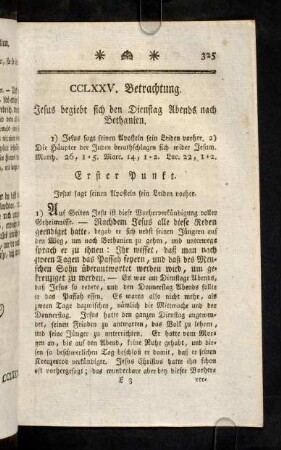 325
CCLXXV. Betrachtung.
Jesus begiebt sich den Dienstag Abends nach
Bethanien.
1) Jesus sagt seinen Aposteln sein Leiden vorher. 2)
Die Häupter der Juden berathschlagen sich wider Jesum.
Matth. 26, 1-5. Marc. 14, 1-2. Luc. 22, 1-2.
Erster Punkt.
Jesus sagt seinen Aposteln sein Leiden vorher.
1) Auf Seiten Jesu ist diese Vorherverkündigung voller
Geheimnisse. — Nachdem Jesus alle diese Reden
geendiget hatte, begab er sich nebst seinen Jüngern auf
den Weg, um nach Bethanien zu gehen, und unterwegs
sprach er zu ihnen: Ihr wisset, daß man nach
zween Tagen das Passah feyern, und daß des Men-
schen Sohn überantwortet werden wird, um ge-
kreuziget zu werden. — Es war am Dienstage Abends,
daß Jesus so redete, und den Donnerstag Abends sollte
er das Passah essen. Es waren also nicht mehr, als
zween Tage dazwischen, nämlich die Mittwoche und der
Donnerstag. Jesus hatte den ganzen Dienstag angewen-
det, seinen Feinden zu antworten, das Volk zu lehren,
und seine Jünger zu unterrichten. Er hatte vom Mor-
gen an, bis auf den Abend, keine Ruhe gehabt, und die-
sen so beschwerlichen Tag beschloß er damit, daß er seinen
Kreuzestod verkündigte. Jesus Christus hatte ihn schon
oft vorhergesagt; das wunderbare aber bey dieser Vorher-